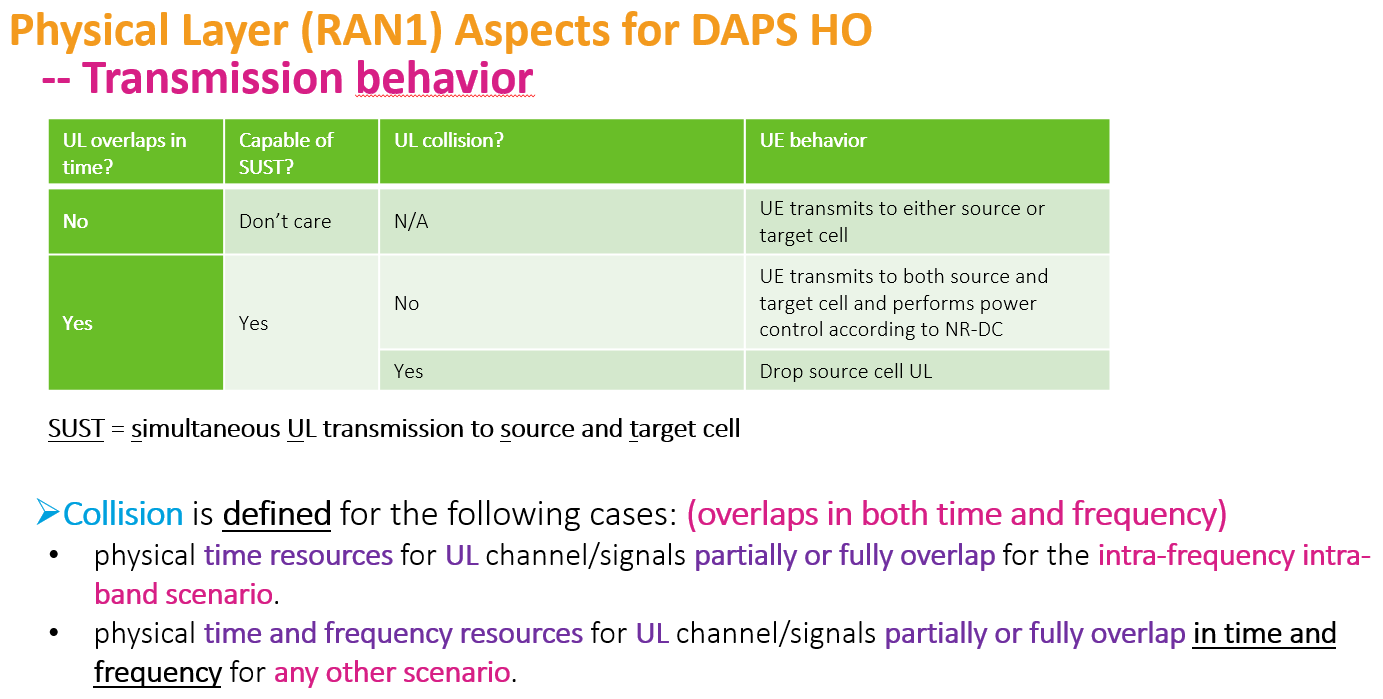 Physical Layer (RAN1) Aspects for DAPS HO
-- Transmission behavior
UL overlaps in
time?
Capable of
SUST?
UL collision?
UE behavior
No
Don't care
N/A
UE transmits to either source or
target cell
Yes
Yes
No
UE transmits to both source and
target cell and performs power
control according to NR-DC
Yes
Drop source cell UL
SUST = simultaneous UL transmission to source and target cell
➢Collision is defined for the following cases: (overlaps in both time and frequency)
• physical time resources for UL channel/signals partially or fully overlap for the intra-frequency intra-
band scenario.
• physical time and frequency resources for UL channel/signals partially or fully overlap in time and
frequency for any other scenario.